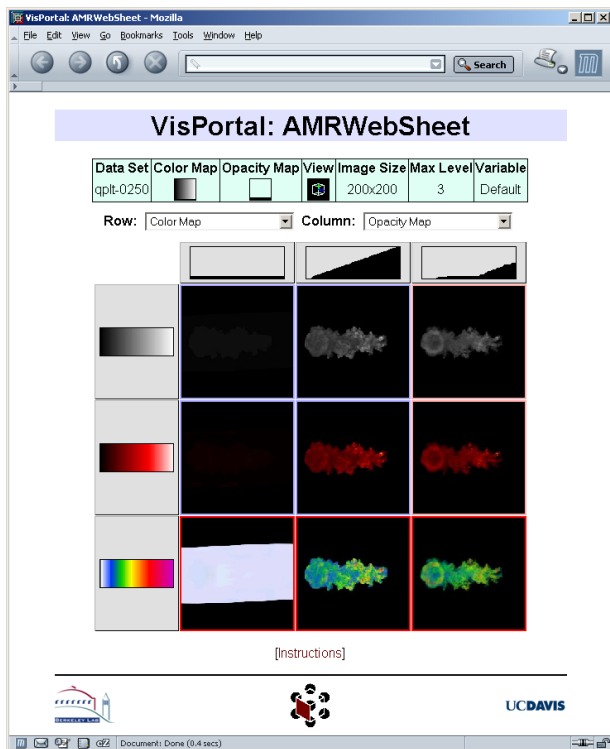 VisPortal: AMRWebSheet - Mozilla
File Edit View Go Bookmarks Tools Window Help
Search
VisPortal: AMRWebSheet
Data Set Color Map Opacity Map View Image Size Max Level Variable
qplt-0250 200x200 3 Default
Row: Color Map Column: Opacity Map
[Instructions]
BERKELEY LAB
UCDAVIS
Document: Done (0.4 secs)